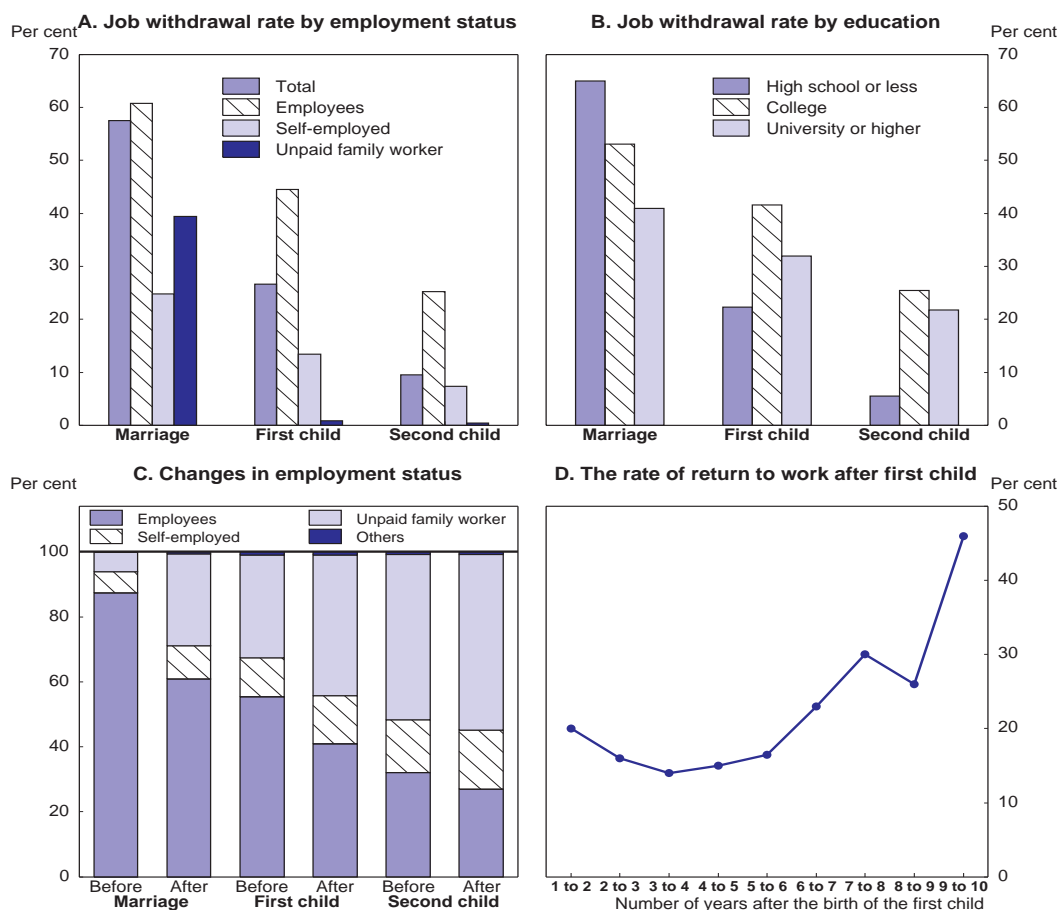 A. Job withdrawal rate by employment status
Per cent
70
60
50
40
30
20
10
0
Total
Employees
Self-employed
Unpaid family worker
Marriage First child Second child
B. Job withdrawal rate by education
Per cent
70
60
50
40
30
20
10
0
High school or less
College
University or higher
Marriage First child Second child
C. Changes in employment status
Per cent
Employees
Self-employed
Unpaid family worker
Others
100
80
60
40
20
0
Before After Before After Before After
Marriage First child Second child
D. The rate of return to work after first child
Per cent
50
40
30
20
10
0
1 to 2 2 to 3 3 to 4 4 to 5 5 to 6 6 to 7 7 to 8 8 to 9 9 to 10
Number of years after the birth of the first child